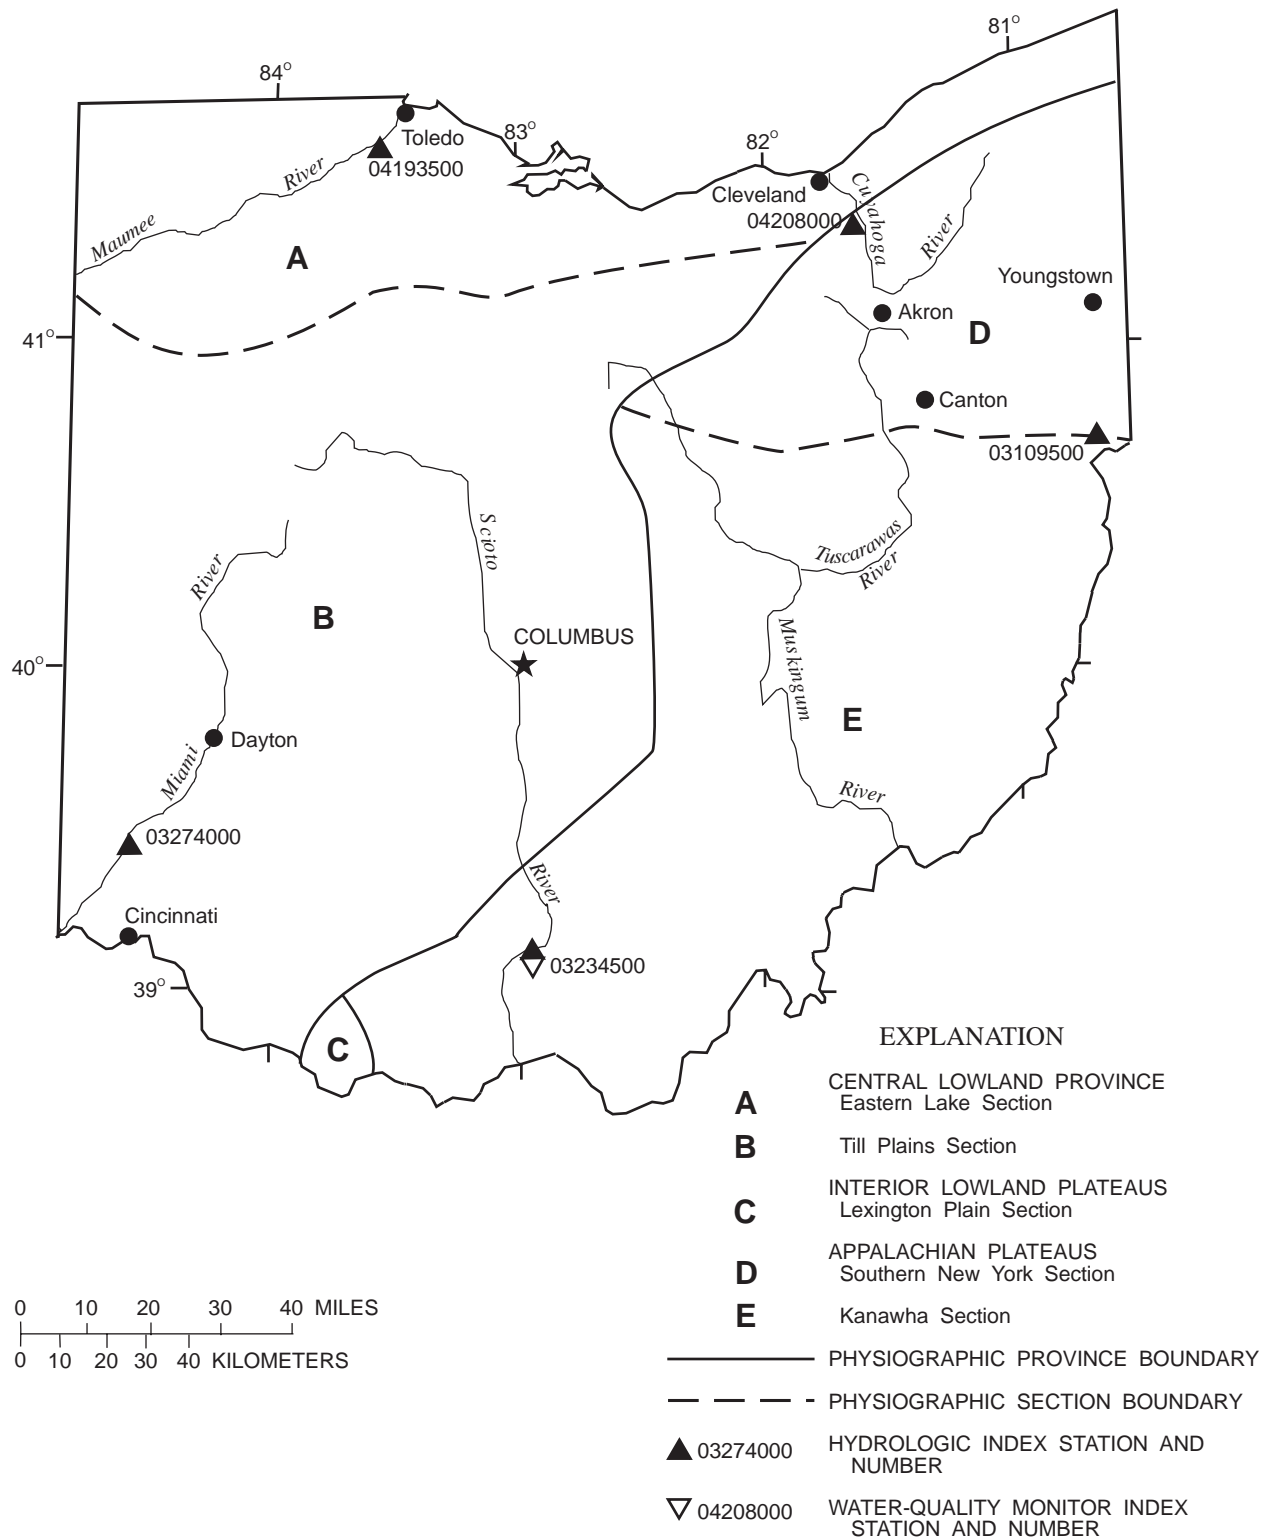 81°
84°
Toledo
83°
82°
04193500
River
Cleveland
Cuyahoga
04208000
Maumee
River
A
Youngstown
Akron
D
41°
Canton
03109500
Scioto
Tuscarawas
River
River
B
COLUMBUS
Muskingum
40°
E
Dayton
Miami
River
03274000
River
Cincinnati
03234500
39°
C
EXPLANATION
CENTRAL LOWLAND PROVINCE
A Eastern Lake Section
B Till Plains Section
INTERIOR LOWLAND PLATEAUS
C Lexington Plain Section
APPALACHIAN PLATEAUS
D Southern New York Section
E Kanawha Section
0 10 20 30 40 MILES
0 10 20 30 40 KILOMETERS
PHYSIOGRAPHIC PROVINCE BOUNDARY
PHYSIOGRAPHIC SECTION BOUNDARY
03274000 HYDROLOGIC INDEX STATION AND
NUMBER
04208000 WATER-QUALITY MONITOR INDEX
STATION AND NUMBER